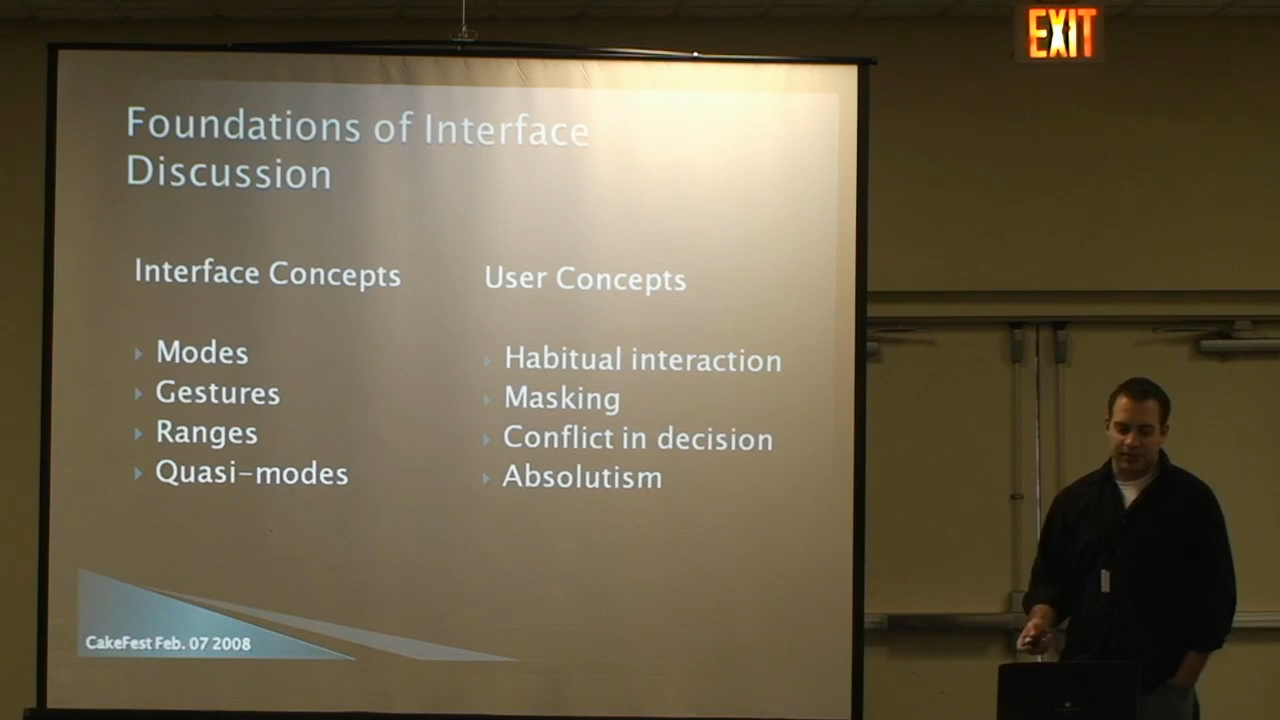 EXIT
Foundations of Interface
Discussion
Interface Concepts
Modes
Gestures
Ranges
Quasi-modes
User Concepts
Habitual interaction
Masking
Conflict in decision
Absolutism
CakeFest Feb. 07 2008